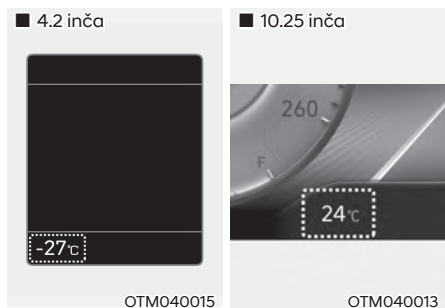 ■ 4.2 inča
-27℃
OTM040015
■ 10.25 inča
260
F
24℃
OTM040013